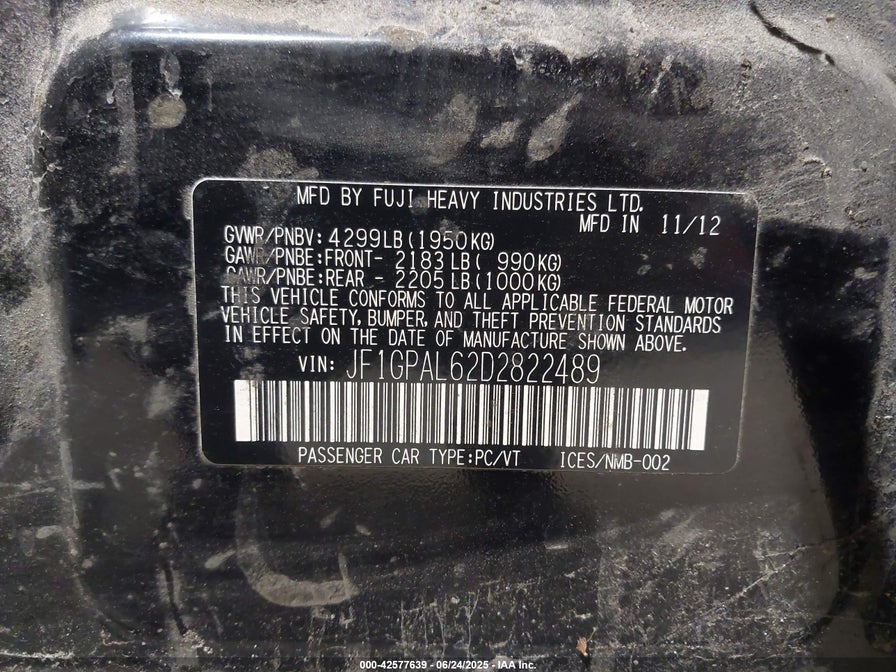 MFD BY FUJI HEAVY INDUSTRIES LTD.
MFD IN 11/12
GVWR/PNBV: 4299LB(1950KG)
GAWR/PNBE:FRONT- 2183LB( 990KG)
GAWR/PNBE:REAR - 2205LB(1000KG)
THIS VEHICLE CONFORMS TO ALL APPLICABLE FEDERAL MOTOR
VEHICLE SAFETY, BUMPER, AND THEFT PREVENTION STANDARDS
IN EFFECT ON THE DATE OF MANUFACTURE SHOWN ABOVE.
VIN: JF1GPAL62D2822489
PASSENGER CAR TYPE:PC/VT ICES/NMB-002
000-42577639 - 06/24/2025 - IAA Inc.